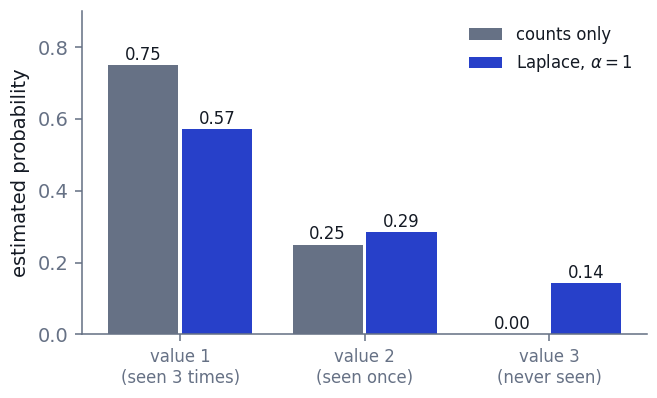 counts only
Laplace, α = 1
estimated probability
0.8
0.6
0.4
0.2
0.0
0.75
0.57
0.25
0.29
0.00
0.14
value 1
(seen 3 times)
value 2
(seen once)
value 3
(never seen)